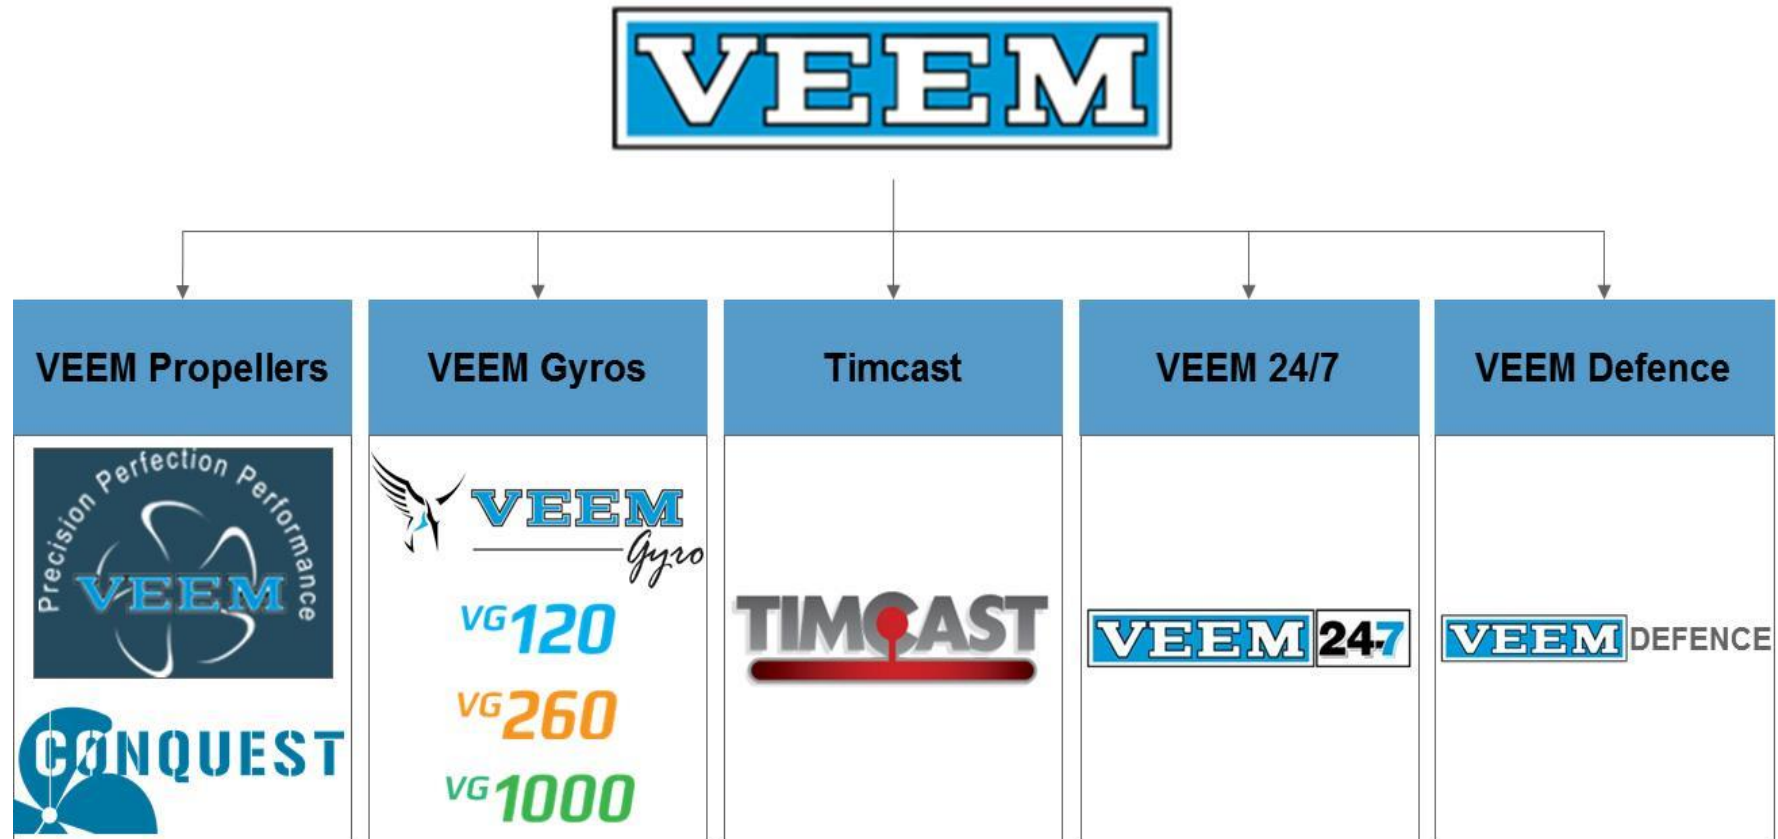 VEEM
VEEM Propellers
VEEM Gyros
Timcast
VEEM 24/7
VEEM Defence
Precision Perfection Performance
VEEM
CONQUEST
VEEM
Gyro
VG120
VG260
VG1000
TIMCAST
VEEM 24-7
VEEM DEFENCE